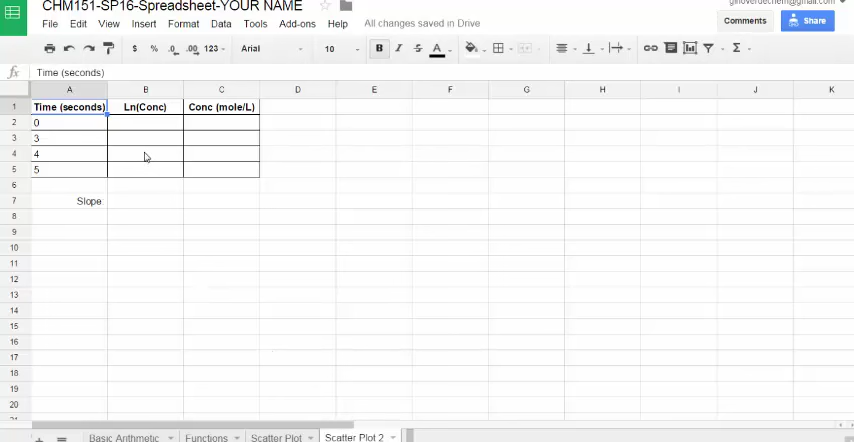 CHM151-SP16-Spreadsheet-YOUR NAME
File Edit View Insert Format Data Tools Add-ons Help All changes saved in Drive
Comments Share
$ % .0 .00 123 Arial 10 B I S A Σ
fx Time (seconds)
A B C D E F G H I J K
1 Time (seconds) Ln(Conc) Conc (mole/L)
2 0
3 3
4 4
5 5
6
7 Slope
8
9
10
11
12
13
14
15
16
17
18
19
20
Basic Arithmetic Functions Scatter Plot Scatter Plot 2